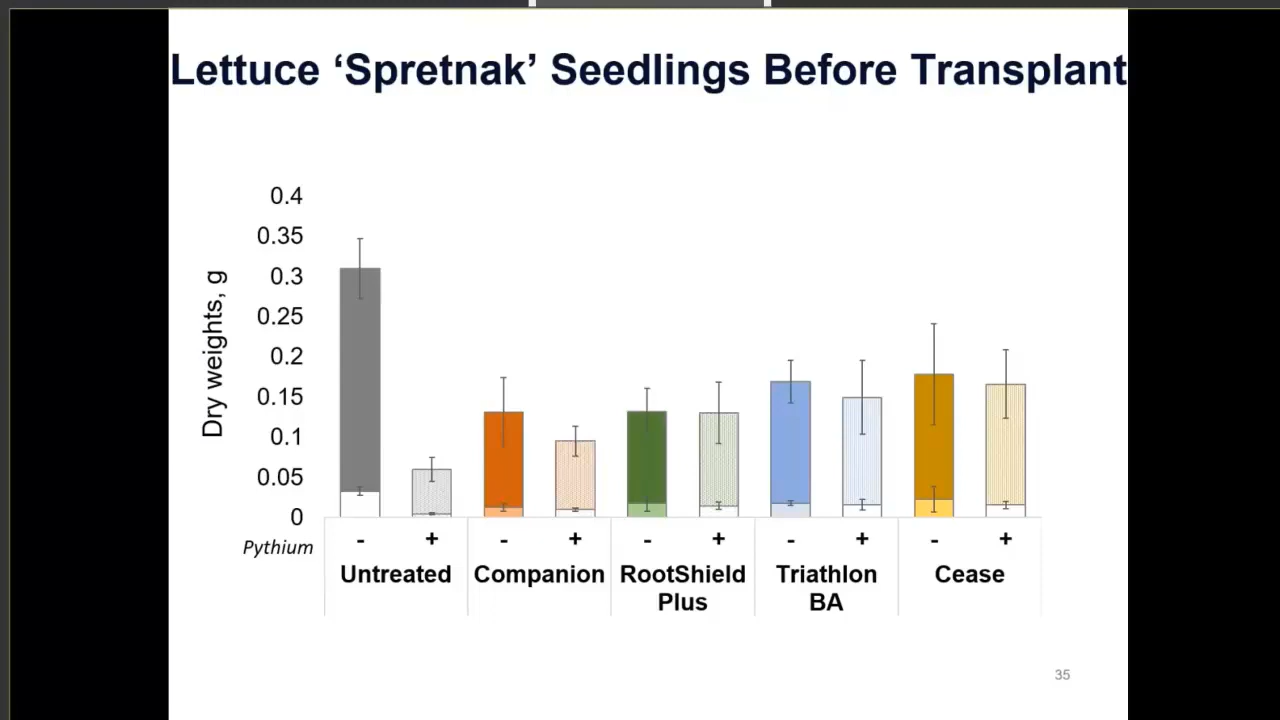 Lettuce ‘Spretnak’ Seedlings Before Transplant
0.4
0.35
0.3
0.25
0.2
0.15
0.1
0.05
0
Dry weights, g
Pythium - + - + - + - + - +
Untreated Companion RootShield Plus Triathlon BA Cease
35